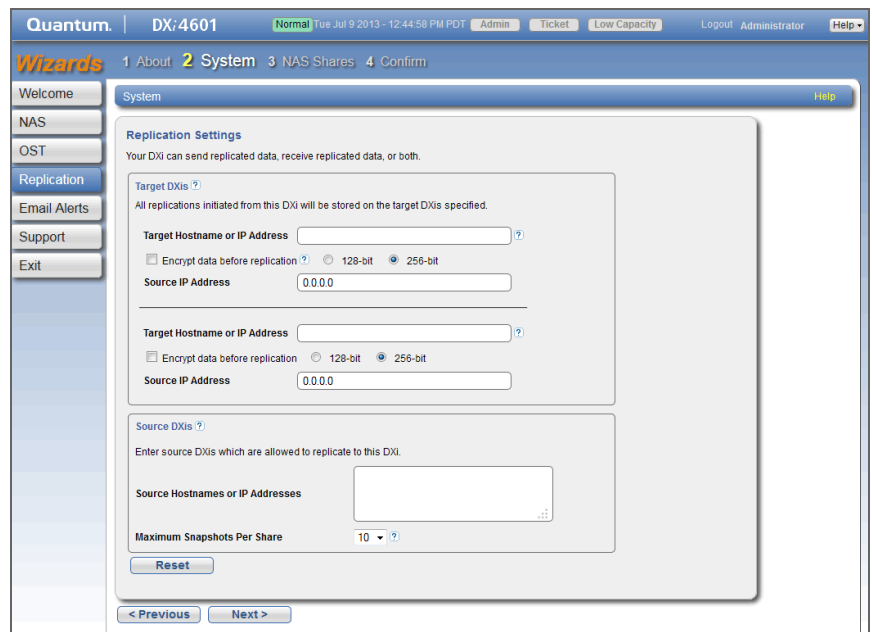 Quantum. DXi4601 Normal Tue Jul 9 2013 - 12:44:58 PM PDT Admin Ticket Low Capacity Logout Administrator Help
Wizards 1 About 2 System 3 NAS Shares 4 Confirm
Welcome
NAS
OST
Replication
Email Alerts
Support
Exit
System Help
Replication Settings
Your DXi can send replicated data, receive replicated data, or both.
Target DXis ?
All replications initiated from this DXi will be stored on the target DXis specified.
Target Hostname or IP Address ?
Encrypt data before replication ? 128-bit 256-bit
Source IP Address 0.0.0.0
Target Hostname or IP Address ?
Encrypt data before replication 128-bit 256-bit
Source IP Address 0.0.0.0
Source DXis ?
Enter source DXis which are allowed to replicate to this DXi.
Source Hostnames or IP Addresses
Maximum Snapshots Per Share 10 ?
Reset
< Previous Next >